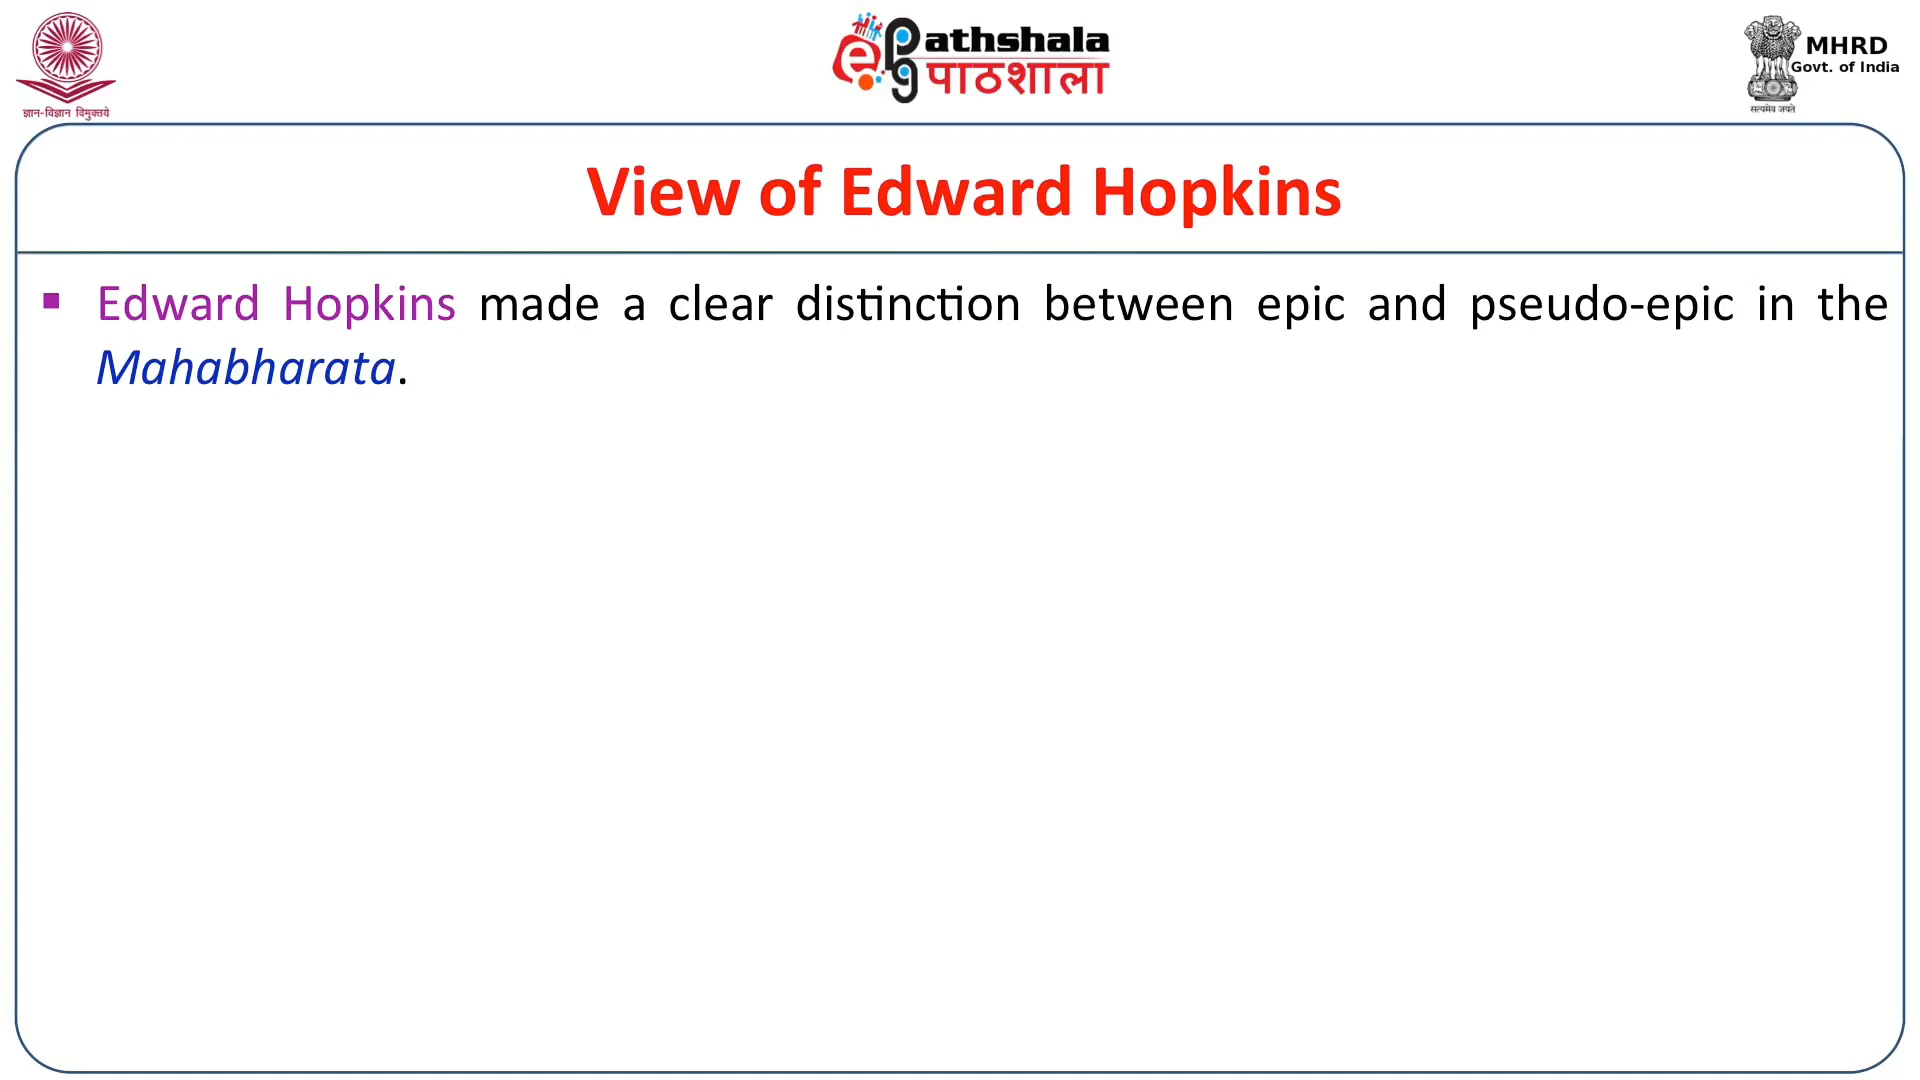 ज्ञान-विज्ञान विमुक्तये
ePathshala
पाठशाला
MHRD
Govt. of India
सत्यमेव जयते
View of Edward Hopkins
▪ Edward Hopkins made a clear distinction between epic and pseudo-epic in the
Mahabharata.